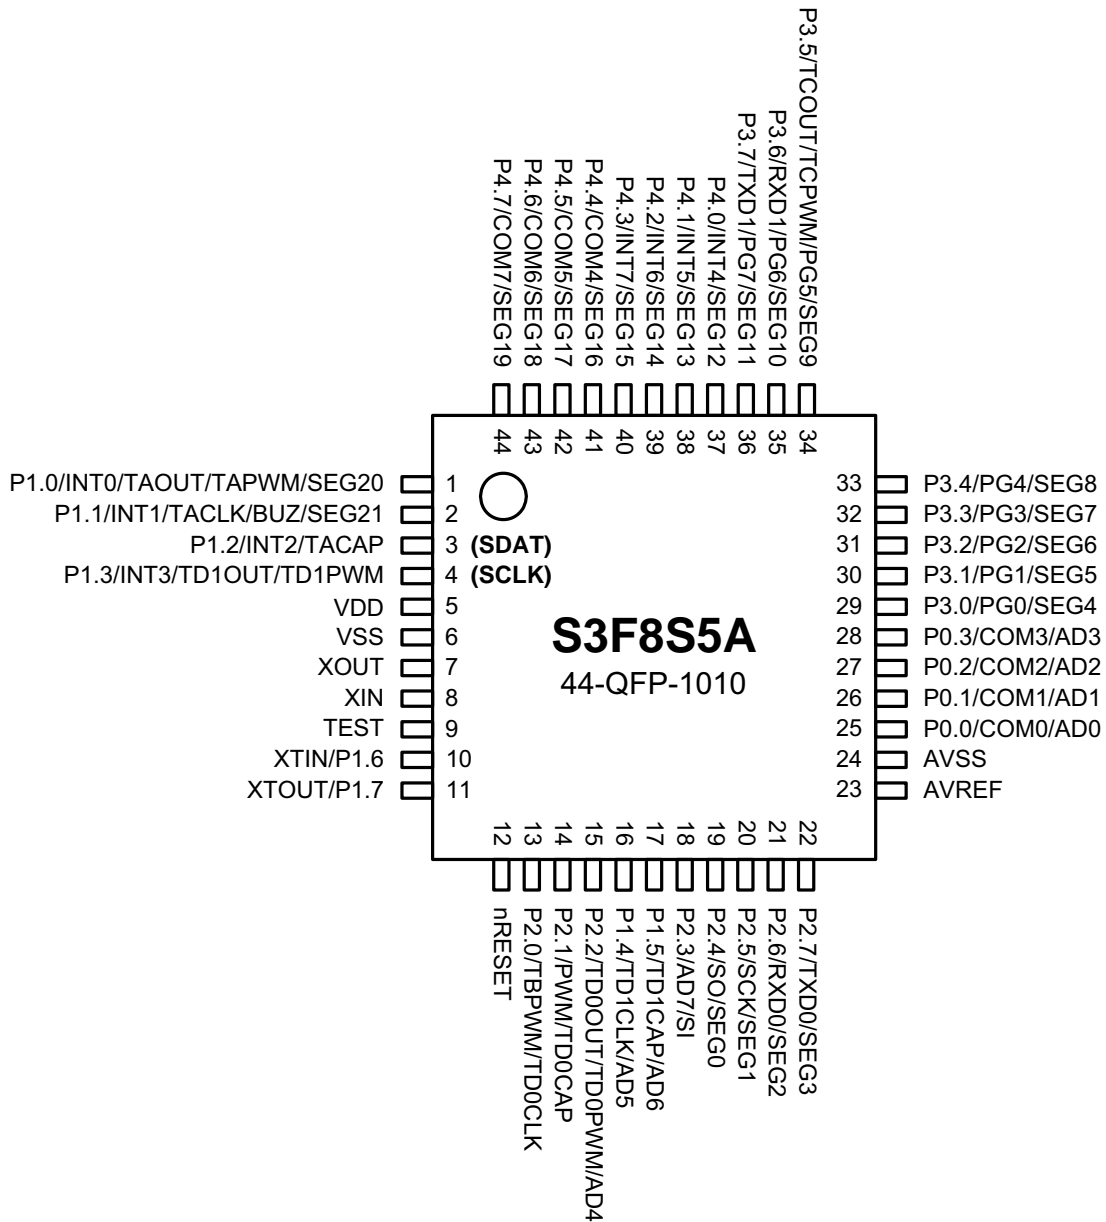 P4.7/COM7/SEG19
P4.6/COM6/SEG18
P4.5/COM5/SEG17
P4.4/COM4/SEG16
P4.3/INT7/SEG15
P4.2/INT6/SEG14
P4.1/INT5/SEG13
P4.0/INT4/SEG12
P3.7/TXD1/PG7/SEG11
P3.6/RXD1/PG6/SEG10
P3.5/TCOUT/TCPWM/PG5/SEG9
44
43
42
41
40
39
38
37
36
35
34
P1.0/INT0/TAOUT/TAPWM/SEG20 1
P1.1/INT1/TACLK/BUZ/SEG21 2
P1.2/INT2/TACAP 3 (SDAT)
P1.3/INT3/TD1OUT/TD1PWM 4 (SCLK)
VDD 5
VSS 6
XOUT 7
XIN 8
TEST 9
XTIN/P1.6 10
XTOUT/P1.7 11
S3F8S5A
44-QFP-1010
33 P3.4/PG4/SEG8
32 P3.3/PG3/SEG7
31 P3.2/PG2/SEG6
30 P3.1/PG1/SEG5
29 P3.0/PG0/SEG4
28 P0.3/COM3/AD3
27 P0.2/COM2/AD2
26 P0.1/COM1/AD1
25 P0.0/COM0/AD0
24 AVSS
23 AVREF
12
13
14
15
16
17
18
19
20
21
22
nRESET
P2.0/TBPWM/TD0CLK
P2.1/PWM/TD0CAP
P2.2/TD0OUT/TD0PWM/AD4
P1.4/TD1CLK/AD5
P1.5/TD1CAP/AD6
P2.3/AD7/SI
P2.4/SO/SEG0
P2.5/SCK/SEG1
P2.6/RXD0/SEG2
P2.7/TXD0/SEG3